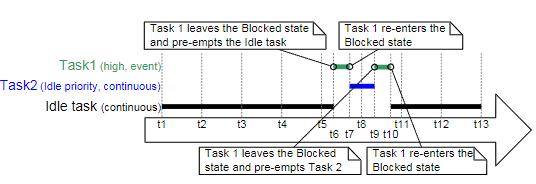 Task 1 leaves the Blocked state
and pre-empts the Idle task
Task 1 re-enters the
Blocked state
Task1 (high, event)
Task2 (Idle priority, continuous)
Idle task (continuous)
t1 t2 t3 t4 t5 t8 t11 t12 t13
t6 t7 t9 t10
Task 1 leaves the Blocked
state and pre-empts Task 2
Task 1 re-enters the
Blocked state